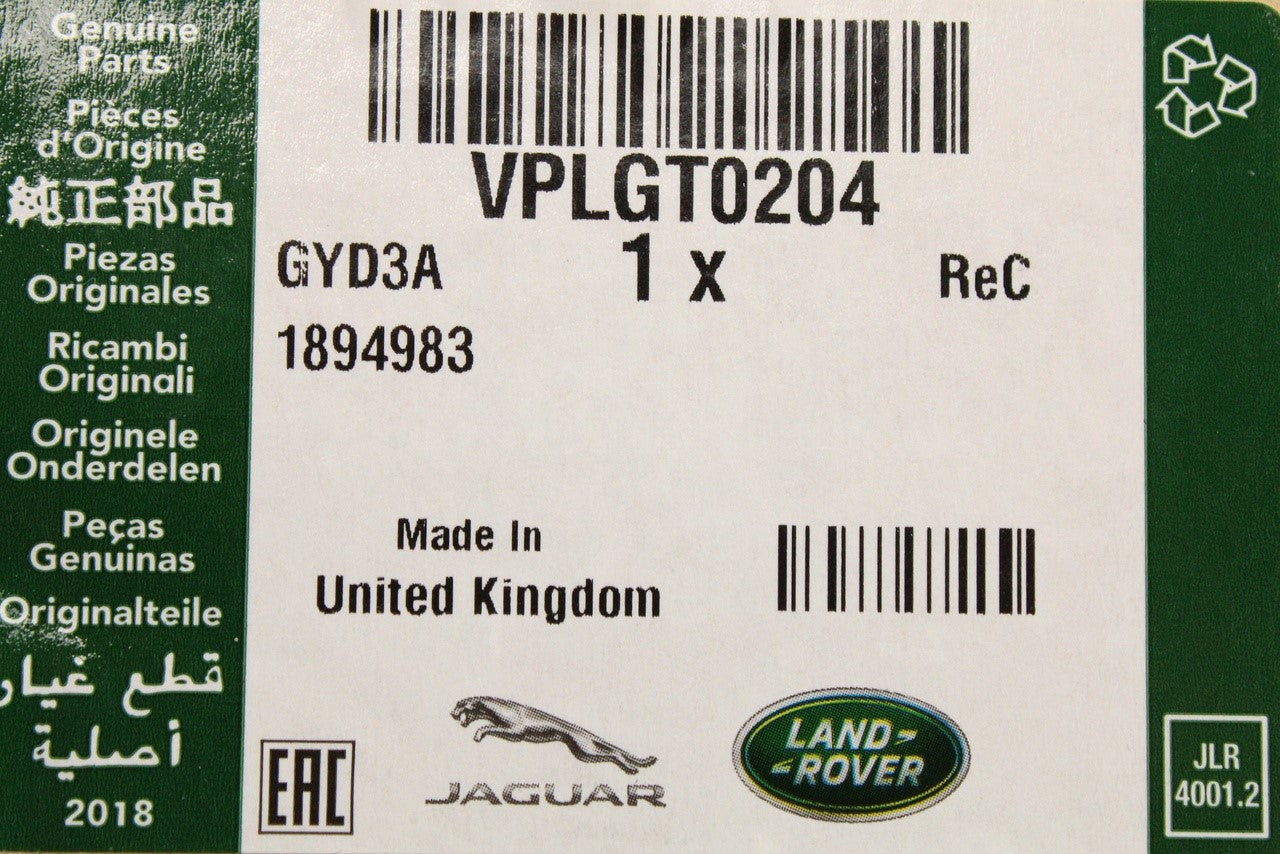 Genuine
Parts
Pièces
d'Origine
純正部品
Piezas
Originales
Ricambi
Originali
Originele
Onderdelen
Peças
Genuinas
Originalteile
قطع غيار
أصلية
2018
VPLGT0204
GYD3A 1 x ReC
1894983
Made In
United Kingdom
EAC
JAGUAR
LAND
ROVER
JLR
4001.2